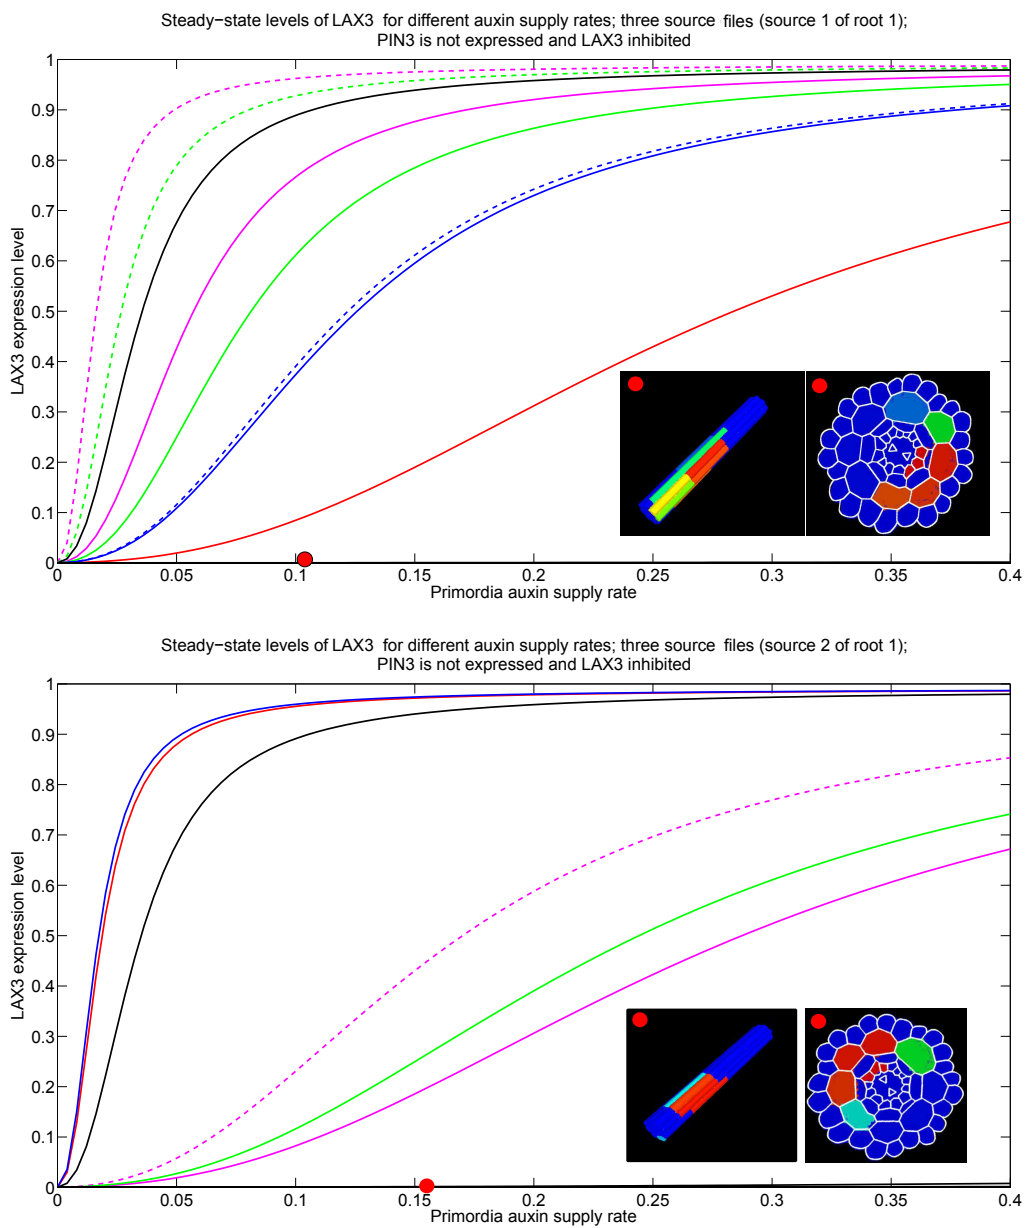 Steady−state levels of LAX3 for different auxin supply rates; three source files (source 1 of root 1);
PIN3 is not expressed and LAX3 inhibited
LAX3 expression level
1
0.9
0.8
0.7
0.6
0.5
0.4
0.3
0.2
0.1
0
0 0.05 0.1 0.15 0.2 0.25 0.3 0.35 0.4
Primordia auxin supply rate
Steady−state levels of LAX3 for different auxin supply rates; three source files (source 2 of root 1);
PIN3 is not expressed and LAX3 inhibited
LAX3 expression level
1
0.9
0.8
0.7
0.6
0.5
0.4
0.3
0.2
0.1
0
0 0.05 0.1 0.15 0.2 0.25 0.3 0.35 0.4
Primordia auxin supply rate